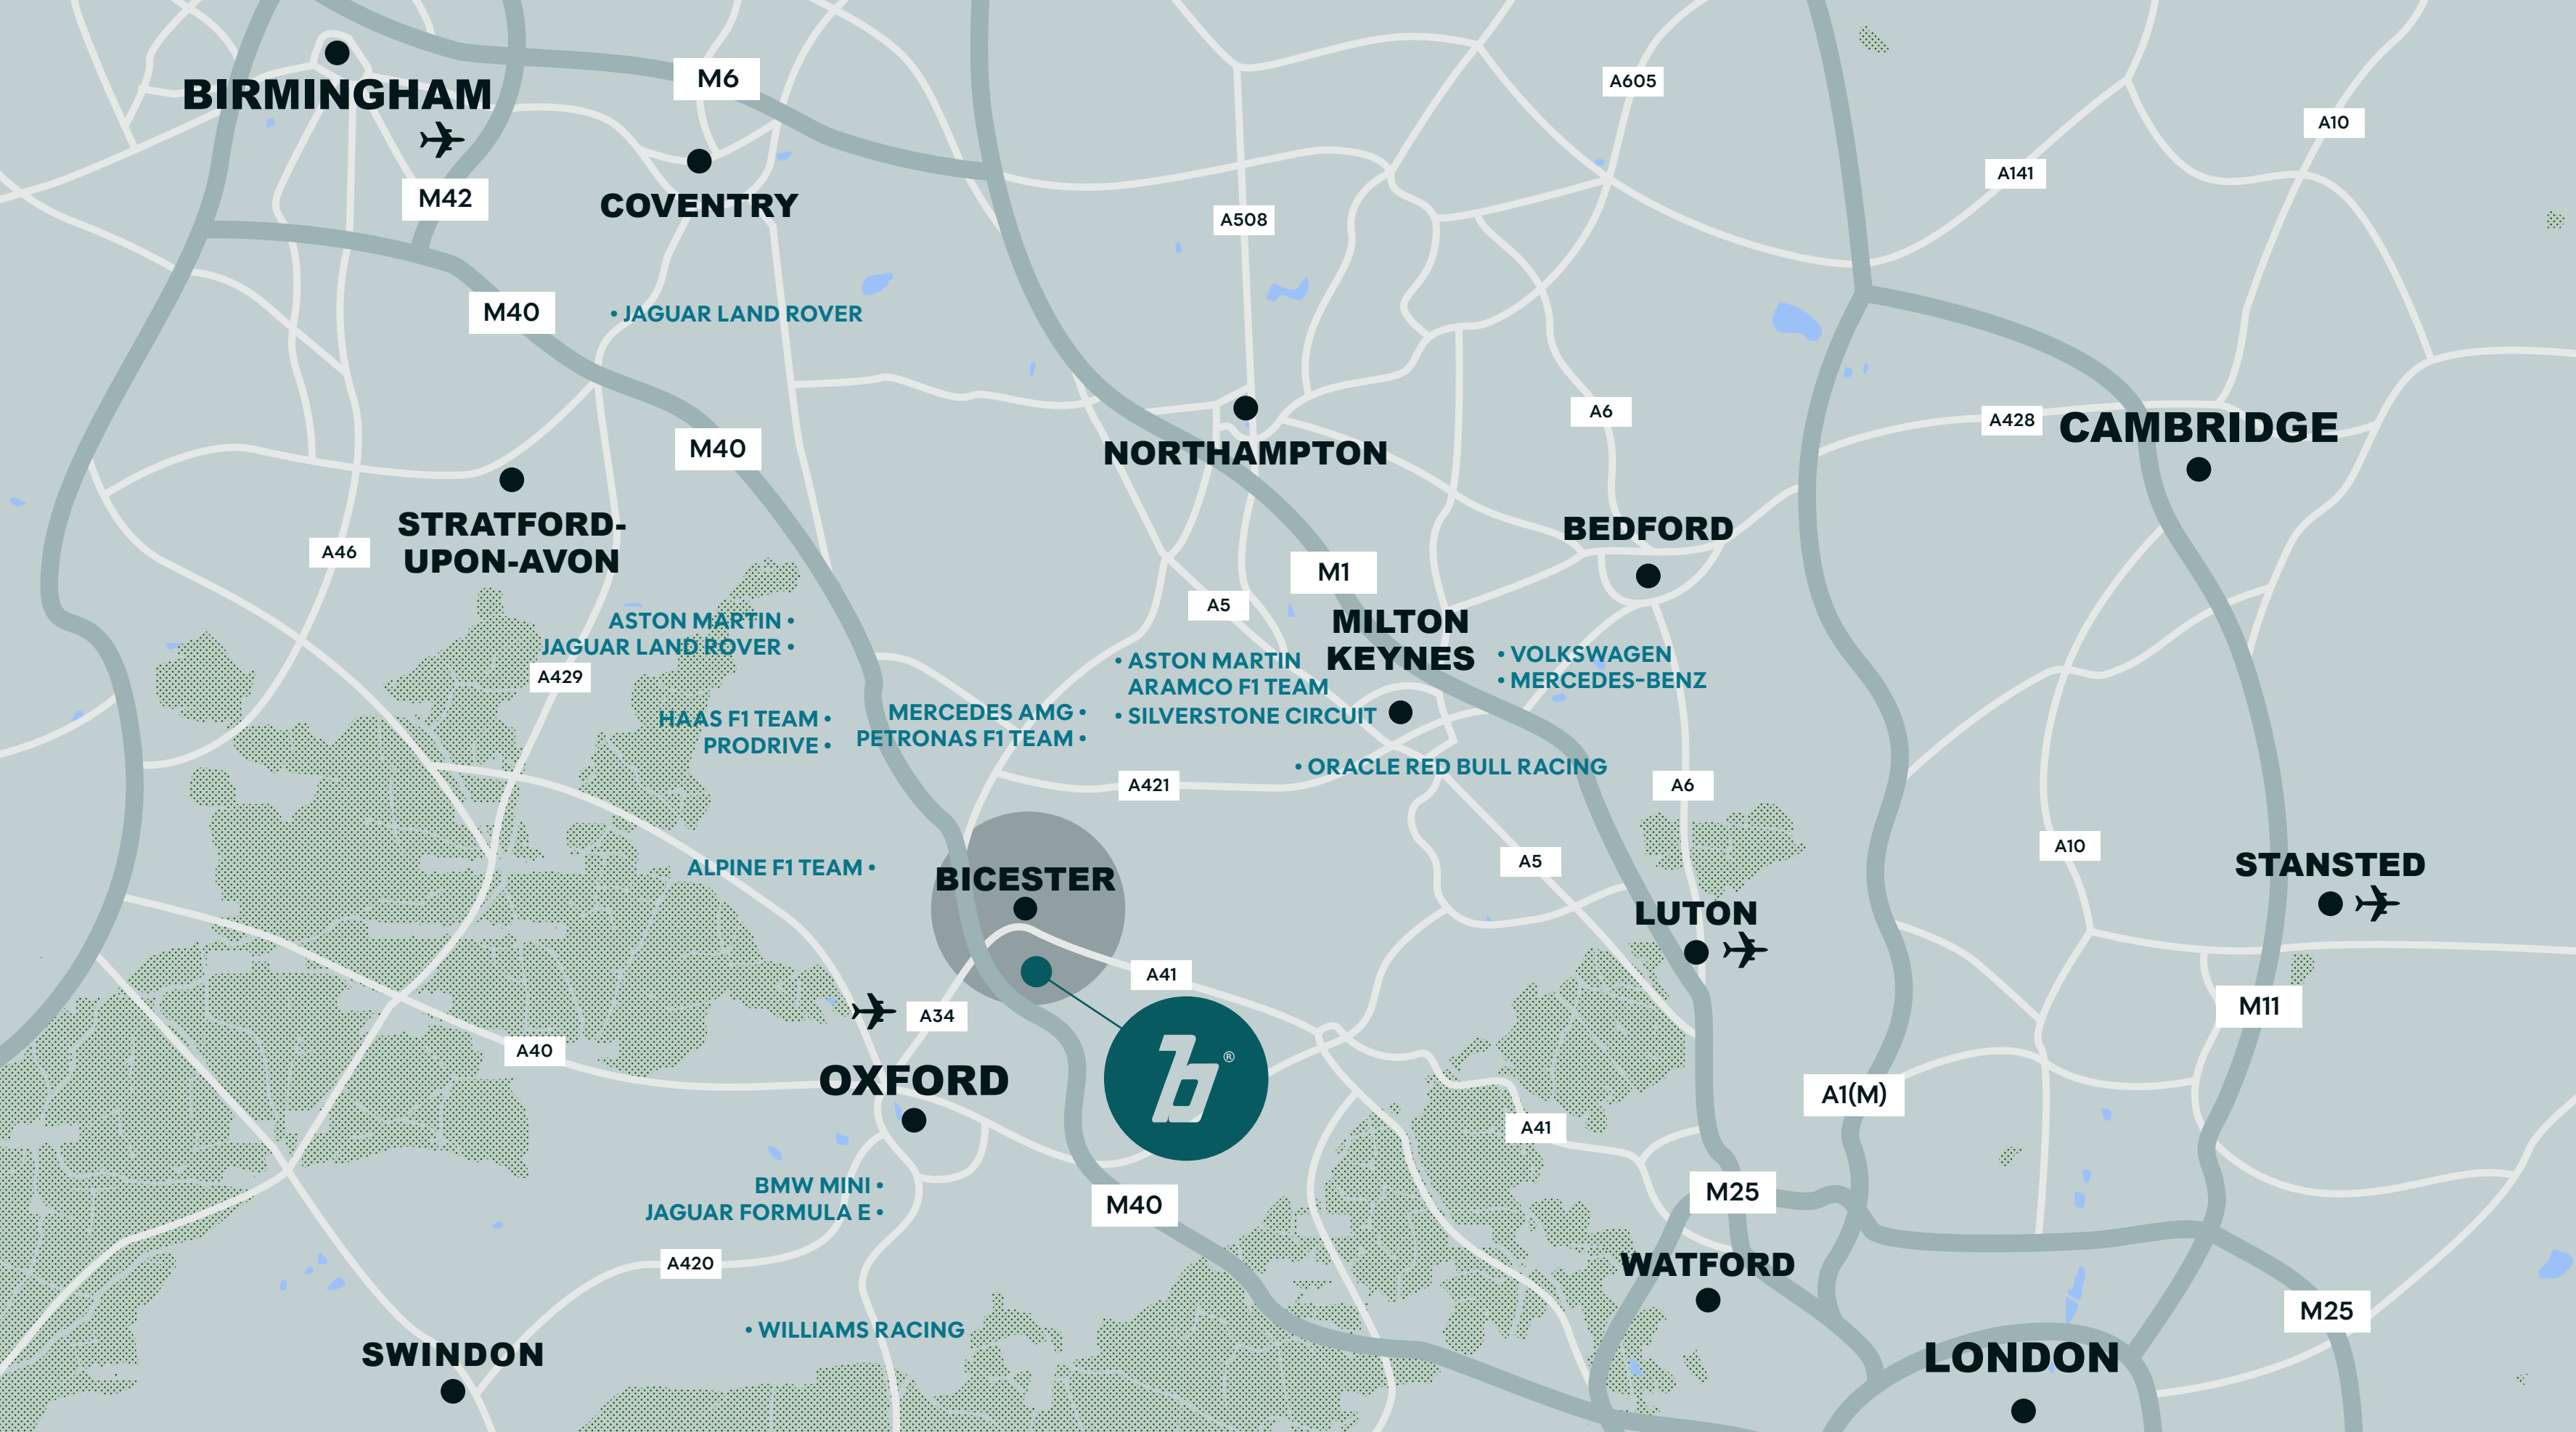 M6
A605
BIRMINGHAM
A10
A141
COVENTRY
M42
A508
M40
• JAGUAR LAND ROVER
A6
A428
CAMBRIDGE
M40
NORTHAMPTON
STRATFORD-
UPON-AVON
BEDFORD
A46
M1
A5
MILTON
KEYNES
ASTON MARTIN •
JAGUAR LAND ROVER •
A429
• ASTON MARTIN
ARAMCO F1 TEAM
• SILVERSTONE CIRCUIT
• VOLKSWAGEN
• MERCEDES-BENZ
HAAS F1 TEAM •
PRODRIVE •
MERCEDES AMG •
PETRONAS F1 TEAM •
• ORACLE RED BULL RACING
A421
A6
A10
ALPINE F1 TEAM •
BICESTER
A5
STANSTED
LUTON
A41
A34
M11
A40
OXFORD
b®
A1(M)
A41
BMW MINI •
JAGUAR FORMULA E •
M40
M25
A420
WATFORD
M25
• WILLIAMS RACING
SWINDON
LONDON